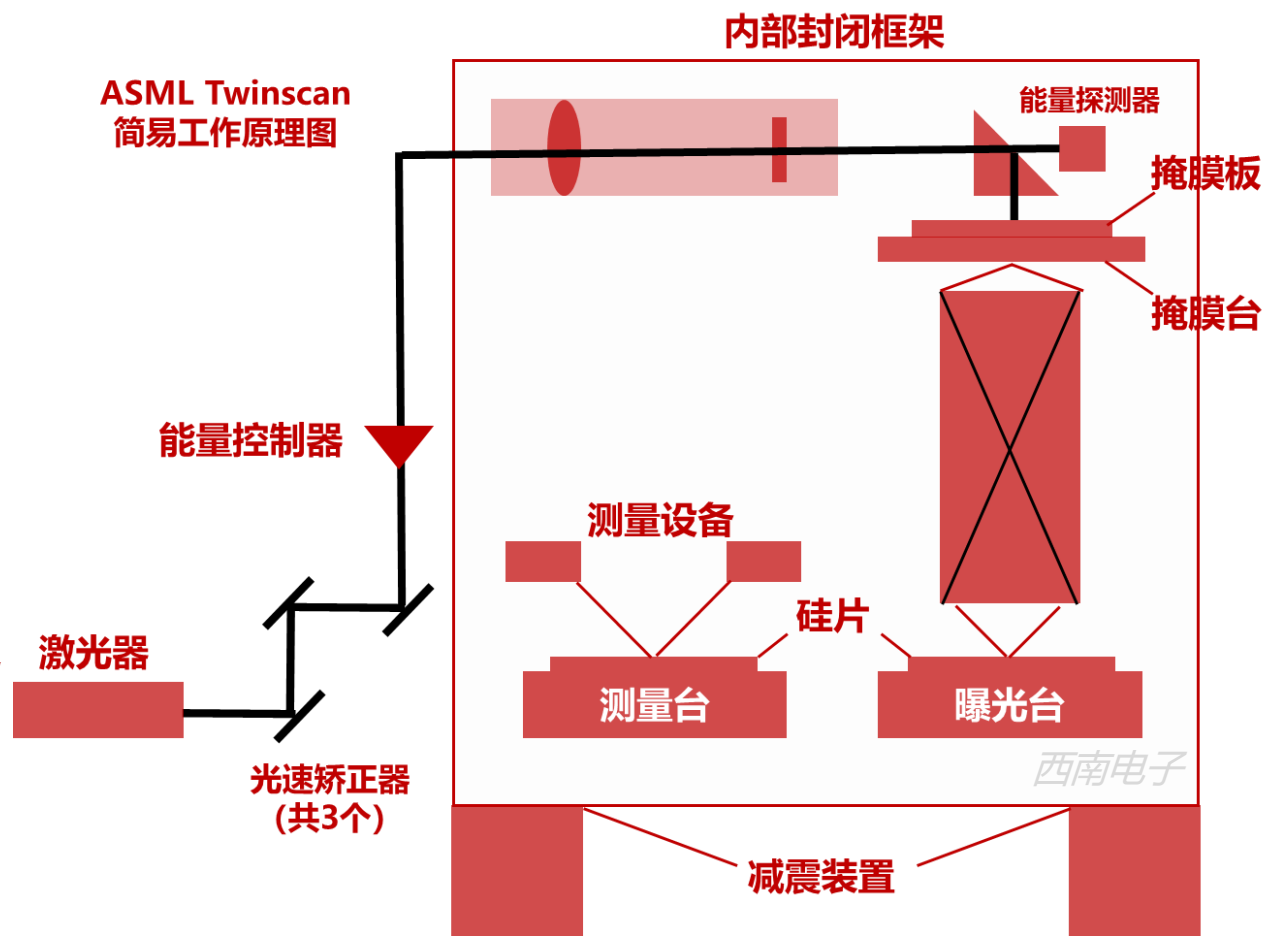 内部封闭框架
ASML Twinscan
简易工作原理图
能量探测器
掩膜板
掩膜台
能量控制器
测量设备
硅片
激光器
测量台
曝光台
光速矫正器
（共3个）
西南电子
减震装置